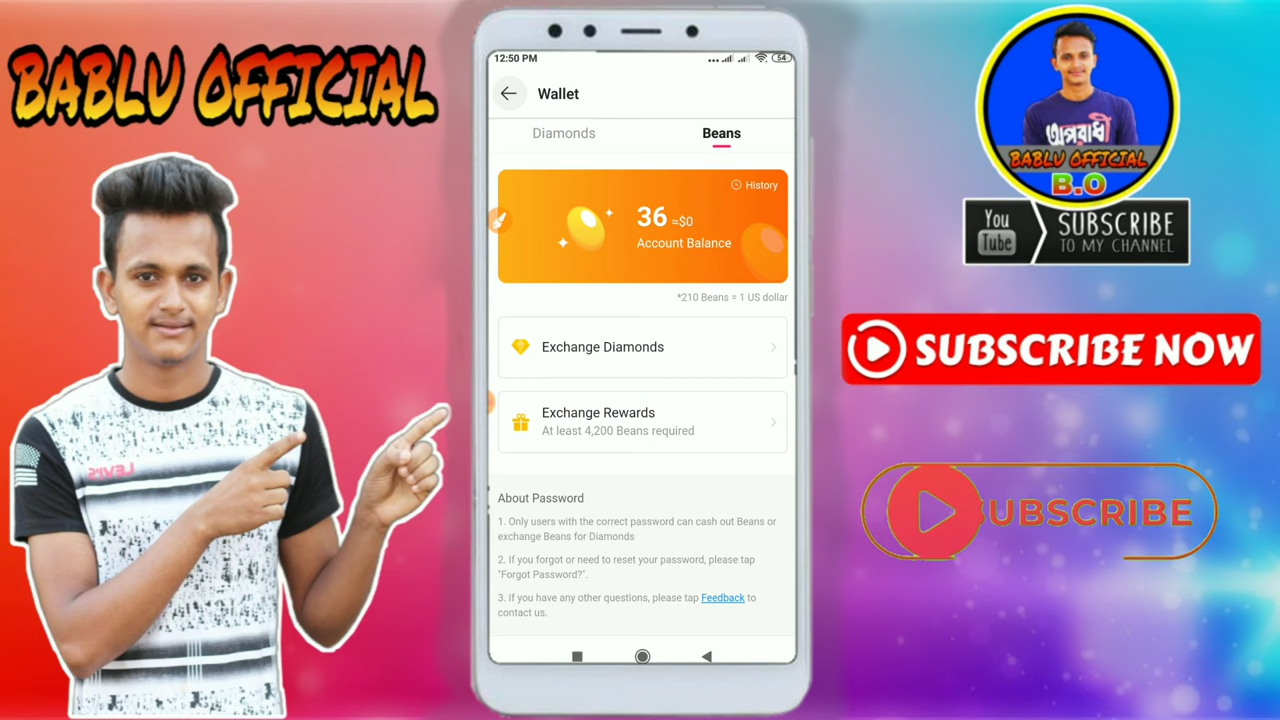 BABLU OFFICIAL
LEVI'S
12:50 PM
54
Wallet
Diamonds
Beans
History
36 ≈$0
Account Balance
*210 Beans = 1 US dollar
Exchange Diamonds
Exchange Rewards
At least 4,200 Beans required
About Password
1. Only users with the correct password can cash out Beans or
exchange Beans for Diamonds
2. If you forgot or need to reset your password, please tap
"Forgot Password?".
3. If you have any other questions, please tap Feedback to
contact us.
অপরাধী
BABLU OFFICIAL
B.O
You
Tube
SUBSCRIBE
TO MY CHANNEL
SUBSCRIBE NOW
SUBSCRIBE